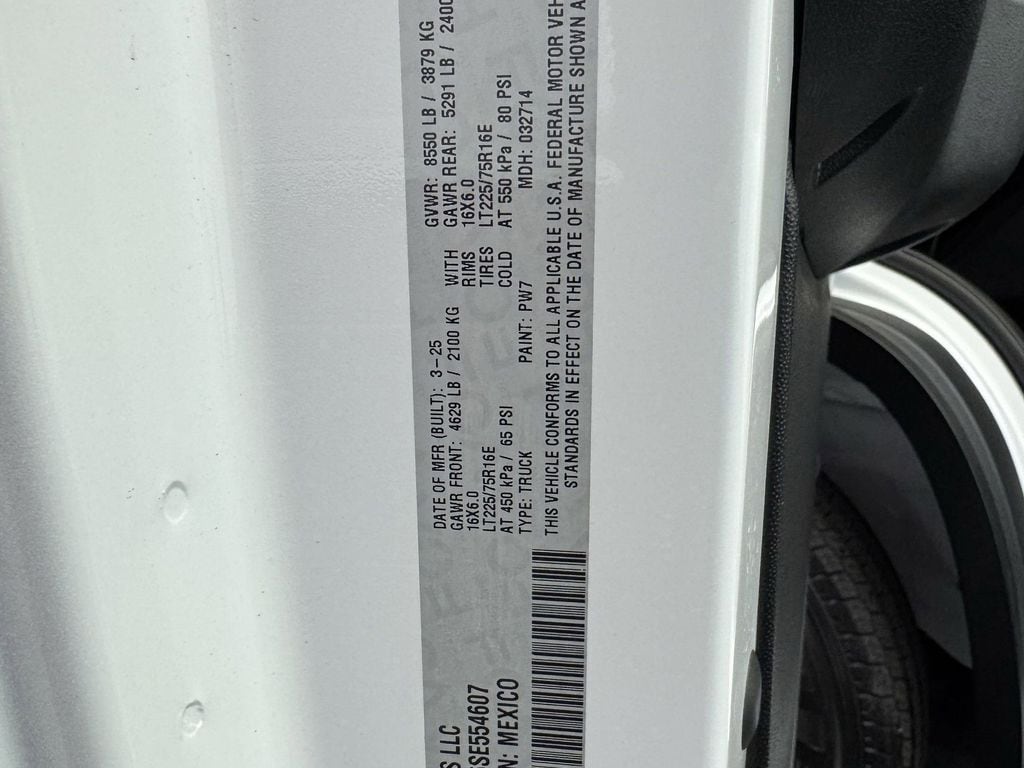 S LLC
SE554607
N: MEXICO
DATE OF MFR (BUILT): 3-25 GVWR: 8550 LB / 3879 KG
GAWR FRONT: 4629 LB / 2100 KG WITH GAWR REAR: 5291 LB / 2400
16X6.0 RIMS 16X6.0
LT225/75R16E TIRES LT225/75R16E
AT 450 kPa / 65 PSI COLD AT 550 kPa / 80 PSI
TYPE: TRUCK PAINT: PW7 MDH: 032714
THIS VEHICLE CONFORMS TO ALL APPLICABLE U.S.A. FEDERAL MOTOR VEH
STANDARDS IN EFFECT ON THE DATE OF MANUFACTURE SHOWN A